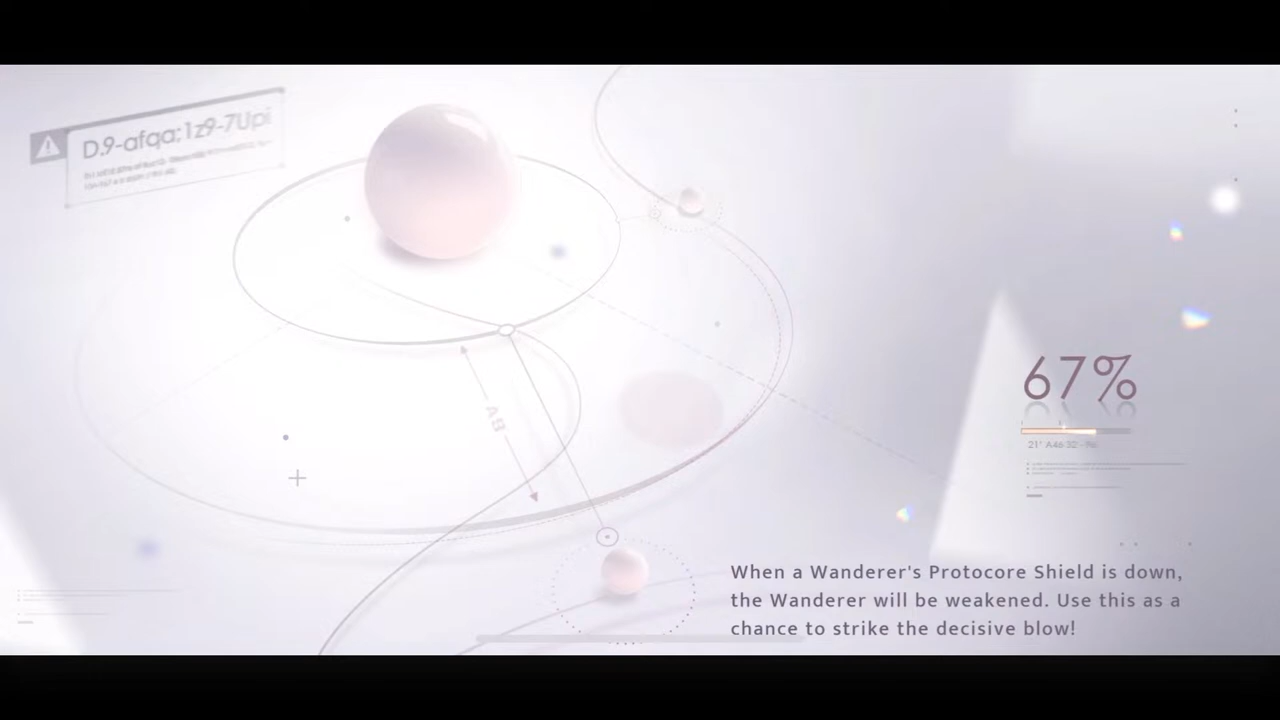 D.9-afqa;1z9-7Upi
AB
67%
When a Wanderer's Protocore Shield is down,
the Wanderer will be weakened. Use this as a
chance to strike the decisive blow!